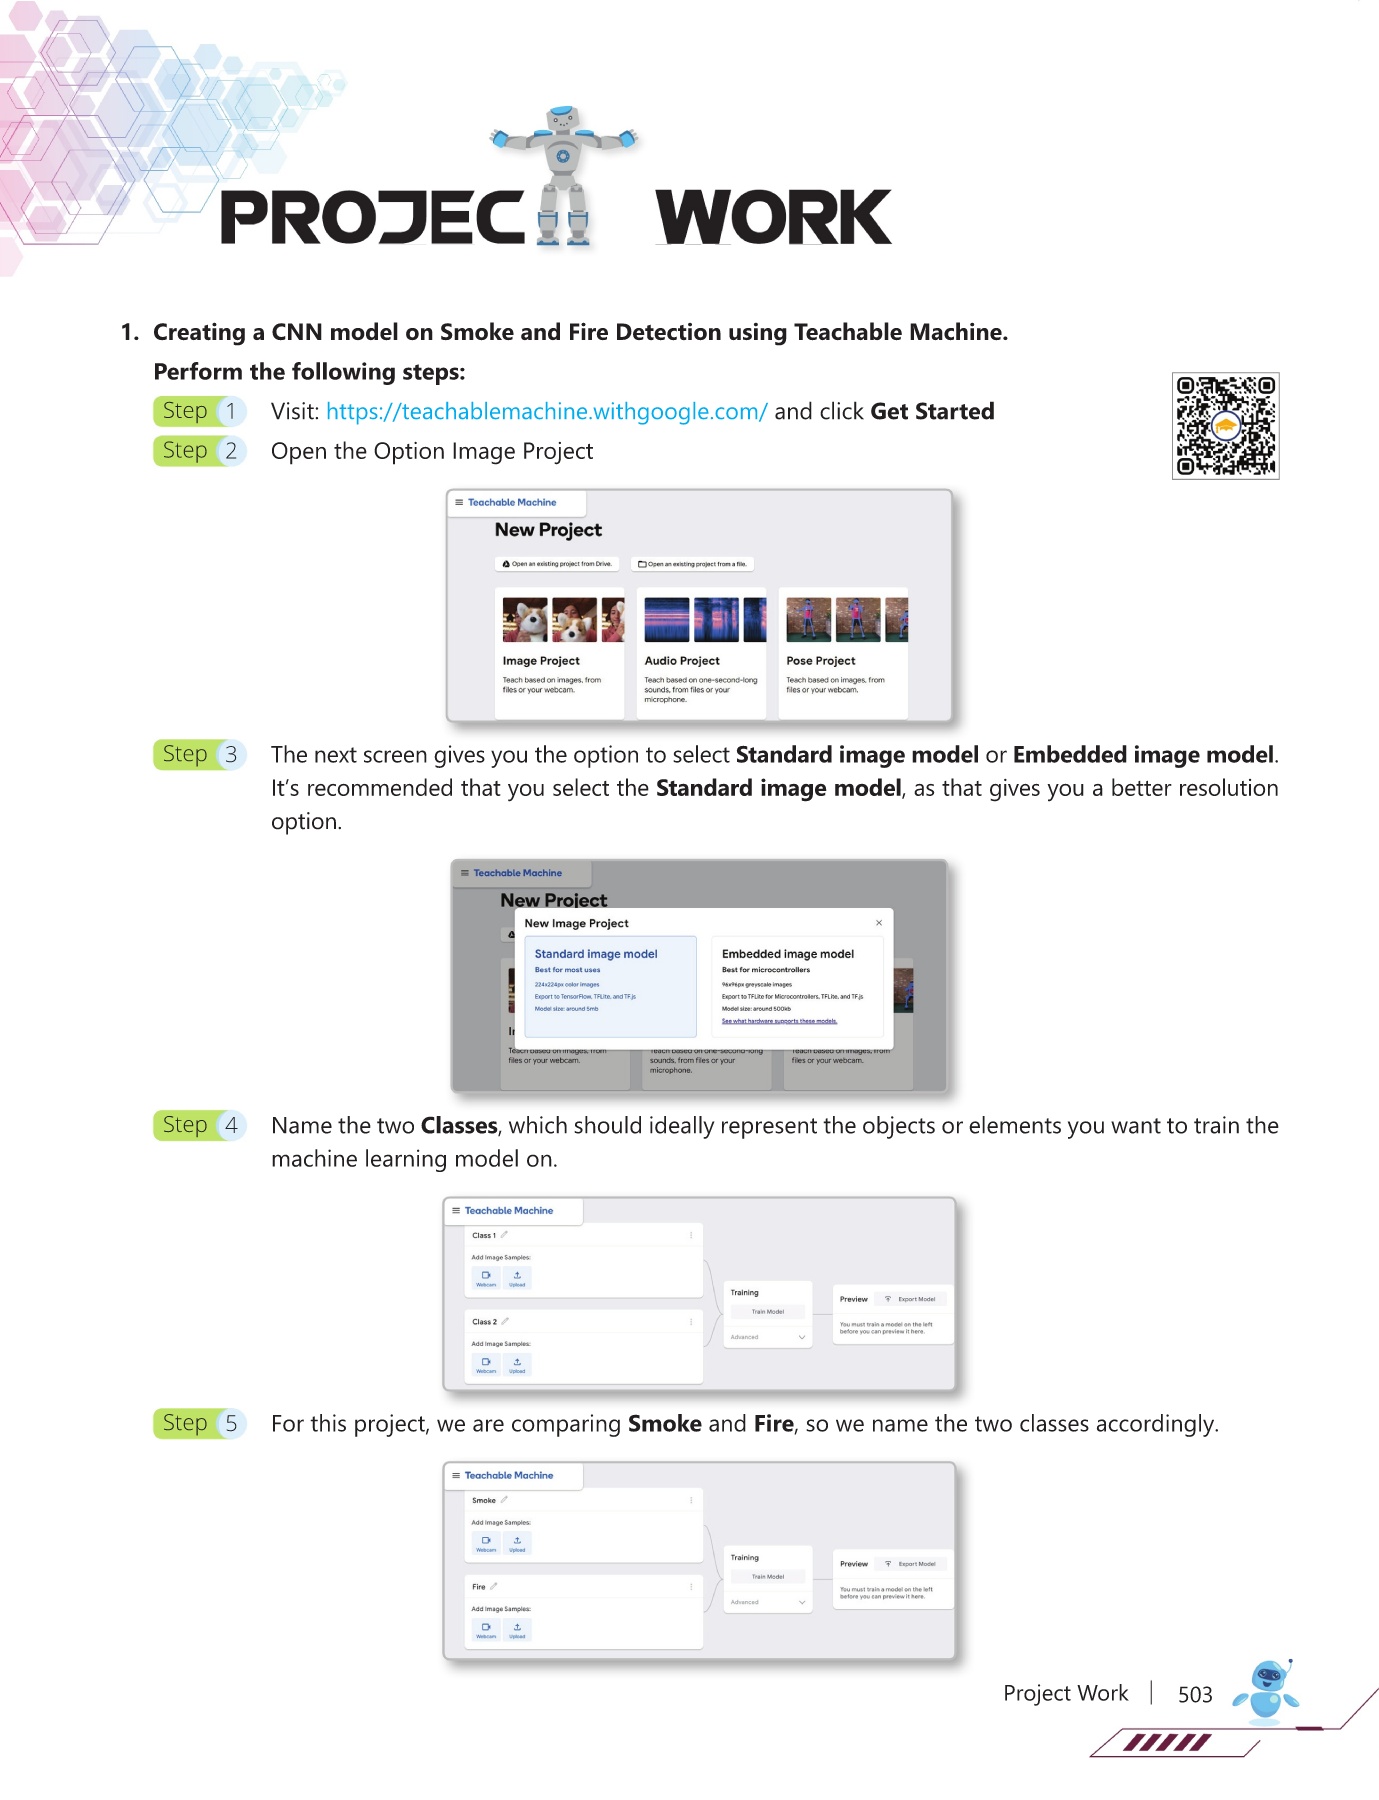 PROJEC WORK
1. Creating a CNN model on Smoke and Fire Detection using Teachable Machine.
Perform the following steps:
Step 1 Visit: https://teachablemachine.withgoogle.com/ and click Get Started
Step 2 Open the Option Image Project
Teachable Machine
New Project
Open an existing project from Drive. Open an existing project from a file.
Image Project Audio Project Pose Project
Teach based on images, from Teach based on one-second-long Teach based on images, from
files or your webcam. sounds, from files or your files or your webcam.
microphone.
Step 3 The next screen gives you the option to select Standard image model or Embedded image model.
It's recommended that you select the Standard image model, as that gives you a better resolution
option.
Teachable Machine
New Project
New Image Project
Standard image model Embedded image model
Best for most uses Best for microcontrollers
224x224px color images 96x96px greyscale images
Export to TensorFlow, TFLite, and TF.js Export to TFLite for Microcontrollers, TFLite, and TF.js
Model size: around 5mb Model size: around 500kb
See what hardware supports these models.
Teach based on images, from Teach based on one-second-long Teach based on images, from
files or your webcam. sounds, from files or your files or your webcam.
microphone.
Step 4 Name the two Classes, which should ideally represent the objects or elements you want to train the
machine learning model on.
Teachable Machine
Class 1
Add Image Samples:
Webcam Upload
Class 2
Add Image Samples:
Webcam Upload
Training
Train Model
Advanced
Preview Export Model
You must train a model on the left
before you can preview it here.
Step 5 For this project, we are comparing Smoke and Fire, so we name the two classes accordingly.
Teachable Machine
Smoke
Add Image Samples:
Webcam Upload
Fire
Add Image Samples:
Webcam Upload
Training
Train Model
Advanced
Preview Export Model
You must train a model on the left
before you can preview it here.
Project Work 503